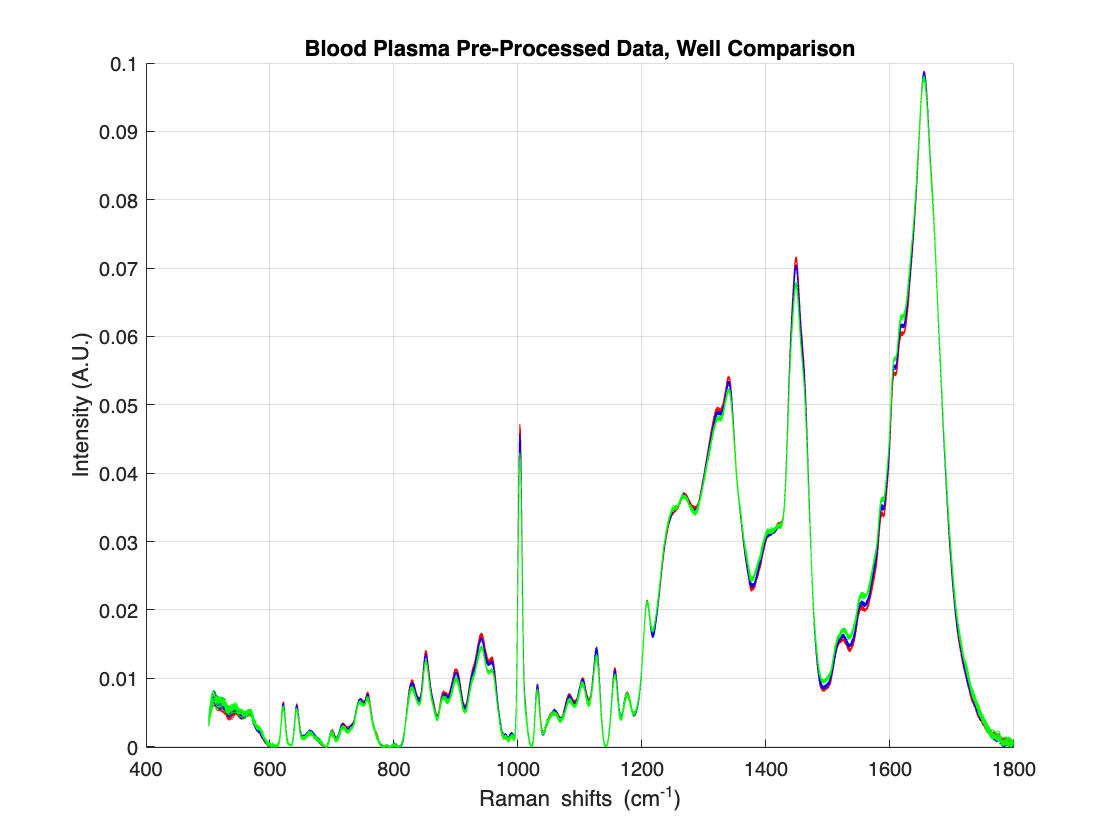 Blood Plasma Pre-Processed Data, Well Comparison
0.1
0.09
0.08
0.07
0.06
0.05
0.04
0.03
0.02
0.01
0
Intensity (A.U.)
400 600 800 1000 1200 1400 1600 1800
Raman shifts (cm-1)